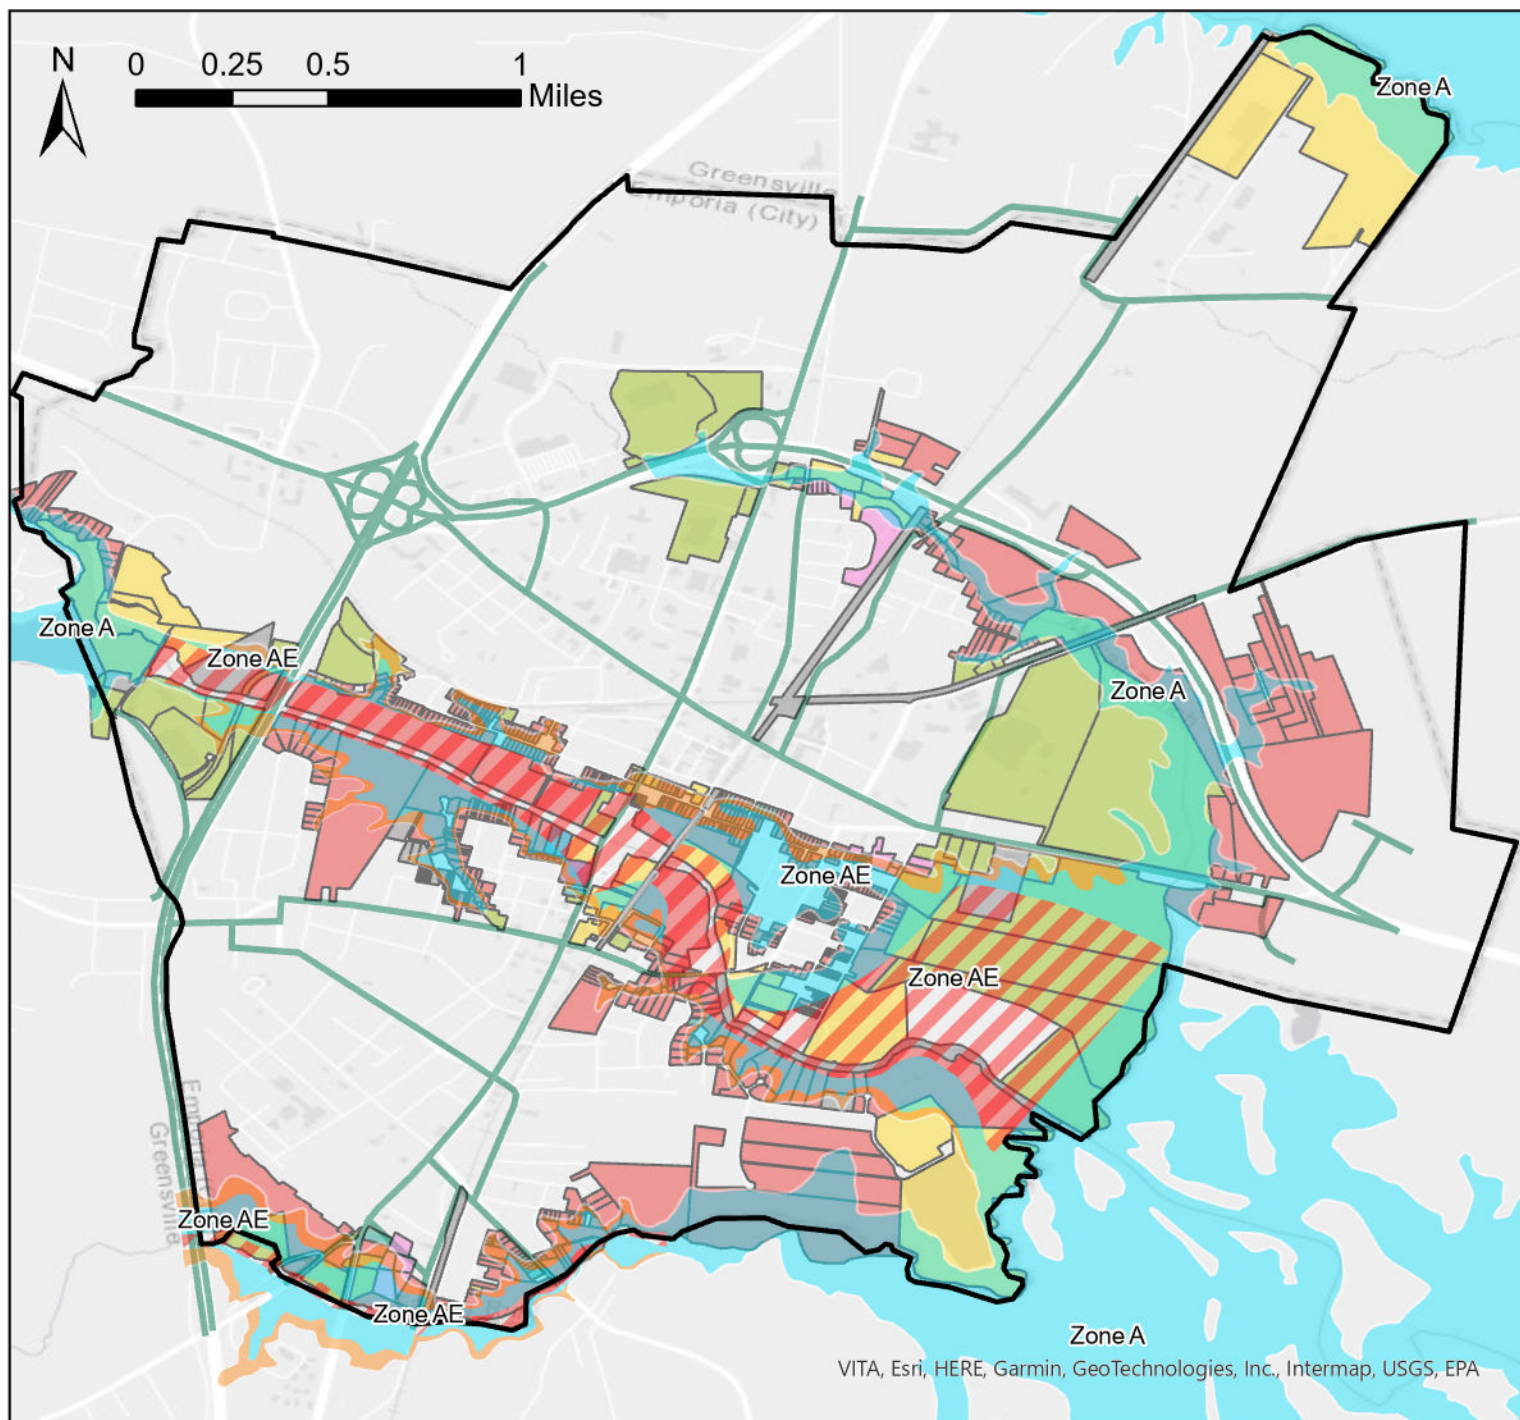 N
0 0.25 0.5 1
Miles
Zone A
Greensville
Emporia (City)
Zone A
Zone AE
Zone A
Zone AE
Zone AE
Greensville
Zone AE
Zone AE
Zone A
VITA, Esri, HERE, Garmin, GeoTechnologies, Inc., Intermap, USGS, EPA